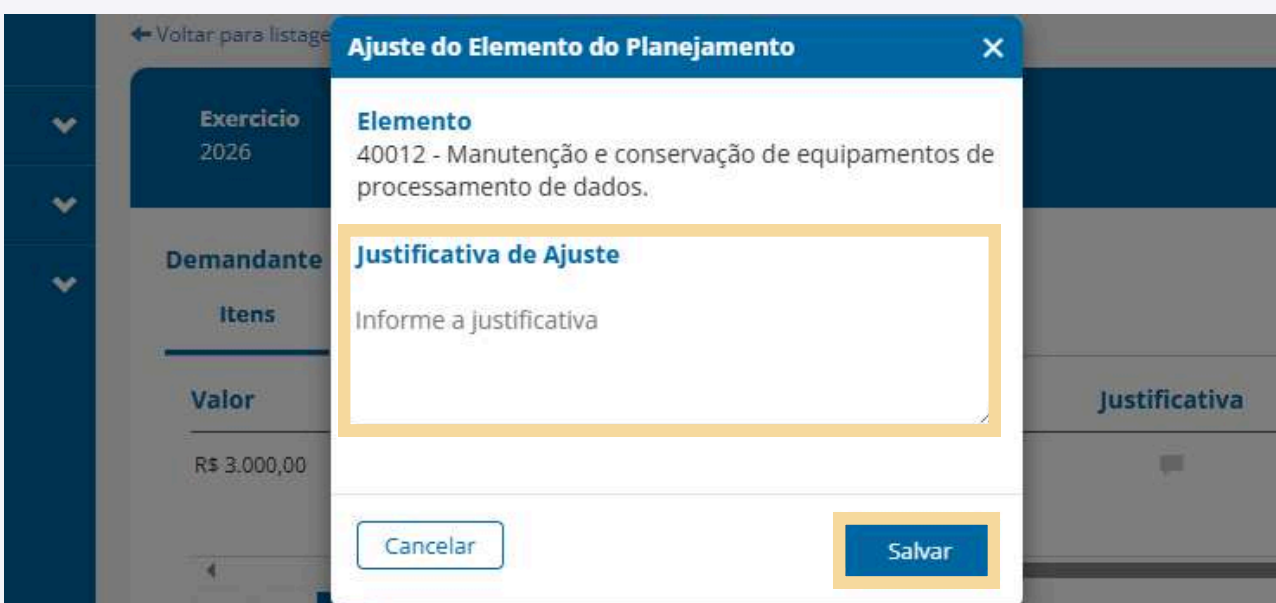 Voltar para listage
Ajuste do Elemento do Planejamento
Exercicio
2026
Elemento
40012 - Manutenção e conservação de equipamentos de
processamento de dados.
Demandante
Justificativa de Ajuste
Itens
Informe a justificativa
Valor
Justificativa
R$ 3.000,00
Cancelar
Salvar